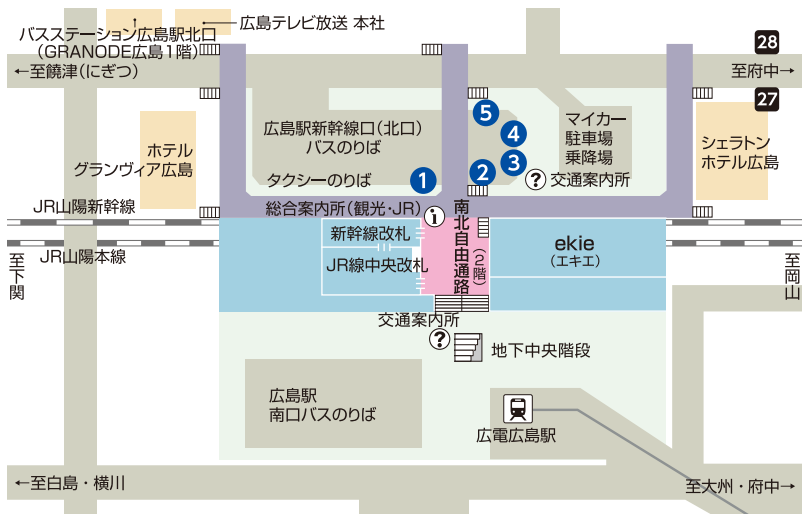 広島テレビ放送 本社
バスステーション広島駅北口
（GRANODE広島1階）
←至饒津（にぎつ）
28
至府中→
27
ホテル
グランヴィア広島
広島駅新幹線口（北口）
バスのりば
タクシーのりば
1
2
3
4
5
マイカー
駐車場
乗降場
?交通案内所
シェラトン
ホテル広島
JR山陽新幹線
総合案内所（観光・JR）
i
南北自由通路
（2階）
新幹線改札
JR線中央改札
ekie
（エキエ）
JR山陽本線
至下関
至岡山
交通案内所
?
地下中央階段
広島駅
南口バスのりば
広電広島駅
←至白島・横川
至大州・府中→